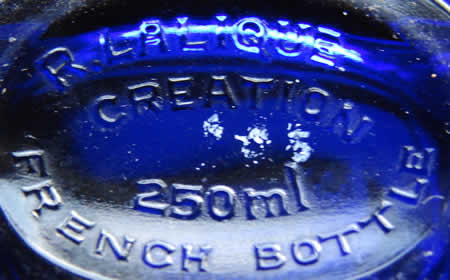 R. LALIQUE
CREATION
250ml
FRENCH BOTTLE